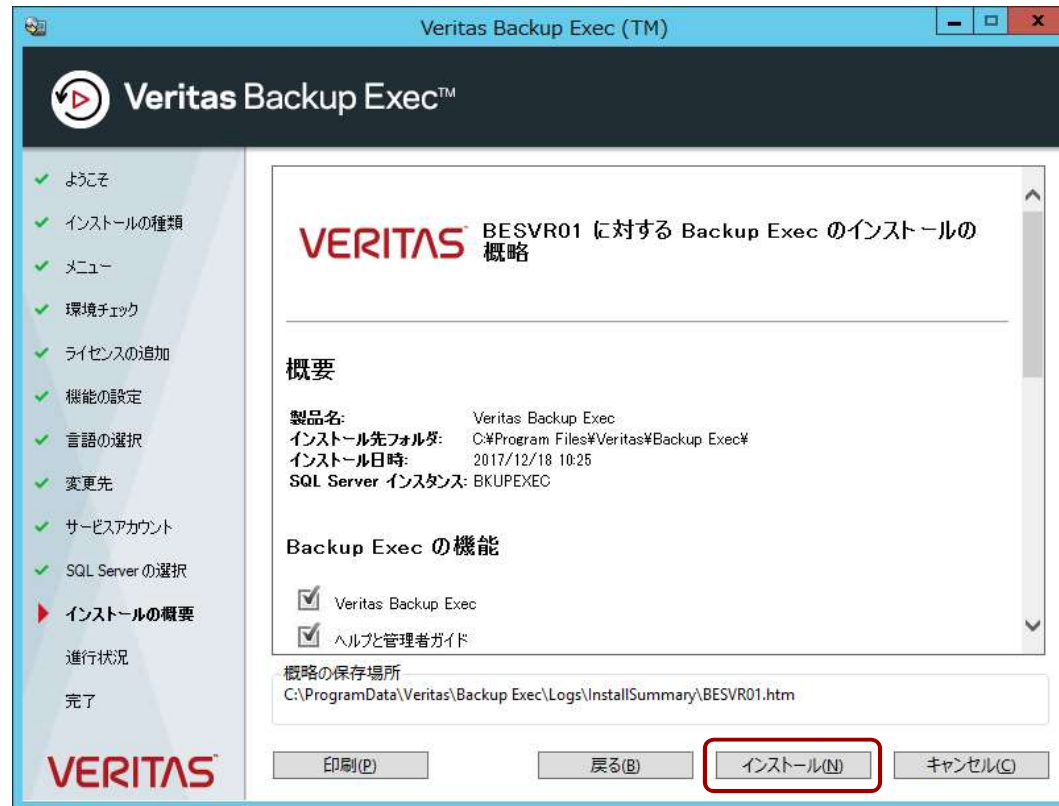 Veritas Backup Exec (TM)
Veritas Backup Exec™
ようこそ
インストールの種類
メニュー
環境チェック
ライセンスの追加
機能の設定
言語の選択
変更先
サービスアカウント
SQL Server の選択
インストールの概要
進行状況
完了
VERITAS
VERITAS
BESVR01 に対する Backup Exec のインストールの
概略
概要
製品名: Veritas Backup Exec
インストール先フォルダ: C:¥Program Files¥Veritas¥Backup Exec¥
インストール日時: 2017/12/18 10:25
SQL Server インスタンス: BKUPEXEC
Backup Exec の機能
Veritas Backup Exec
ヘルプと管理者ガイド
概略の保存場所
C:\ProgramData\Veritas\Backup Exec\Logs\InstallSummary\BESVR01.htm
印刷(P) 戻る(B) インストール(N) キャンセル(C)